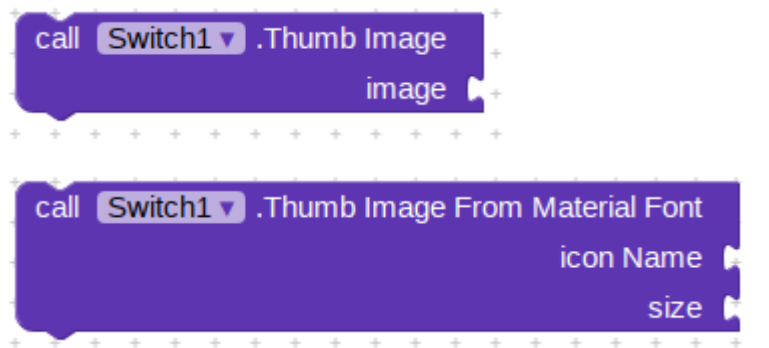 call Switch1 ▾ .Thumb Image
image
call Switch1 ▾ .Thumb Image From Material Font
icon Name
size